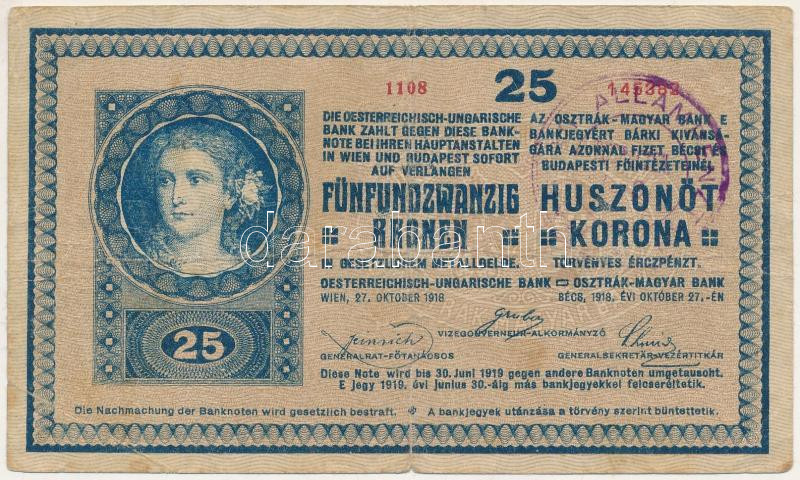 1108
25
145362
DIE OESTERREICHISCH-UNGARISCHE
BANK ZAHLT GEGEN DIESE BANK-
NOTE BEI IHREN HAUPTANSTALTEN
IN WIEN UND BUDAPEST SOFORT
AUF VERLANGEN
FÜNFUNDZWANZIG
KRONEN
IN GESETZLICHEM METALLGELDE.
OESTERREICHISCH-UNGARISCHE BANK
WIEN, 27. OKTOBER 1918
AZ OSZTRÁK-MAGYAR BANK E
BANKJEGYÉRT BÁRKI KIVÁNSÁ-
GÁRA AZONNAL FIZET BÉCSI ÉS
BUDAPESTI FŐINTÉZETEINÉL
HUSZONÖT
KORONA
TÖRVÉNYES ÉRCZPÉNZT.
OSZTRÁK-MAGYAR BANK
BÉCS, 1918. ÉVI OKTOBER 27.-ÉN
VIZEGOUVERNEUR-ALKORMÁNYZÓ
GENERALRAT-FŐTANÁCSOS
GENERALSEKRETÄR-VEZÉRTITKÁR
25
Diese Note wird bis 30. Juni 1919 gegen andere Banknoten umgetauscht.
E jegy 1919. évi junius 30.-áig más bankjegyekkel felcseréltetik.
Die Nachmachung der Banknoten wird gesetzlich bestraft.
A bankjegyek utánzása a törvény szerint büntettetik.
darabanth